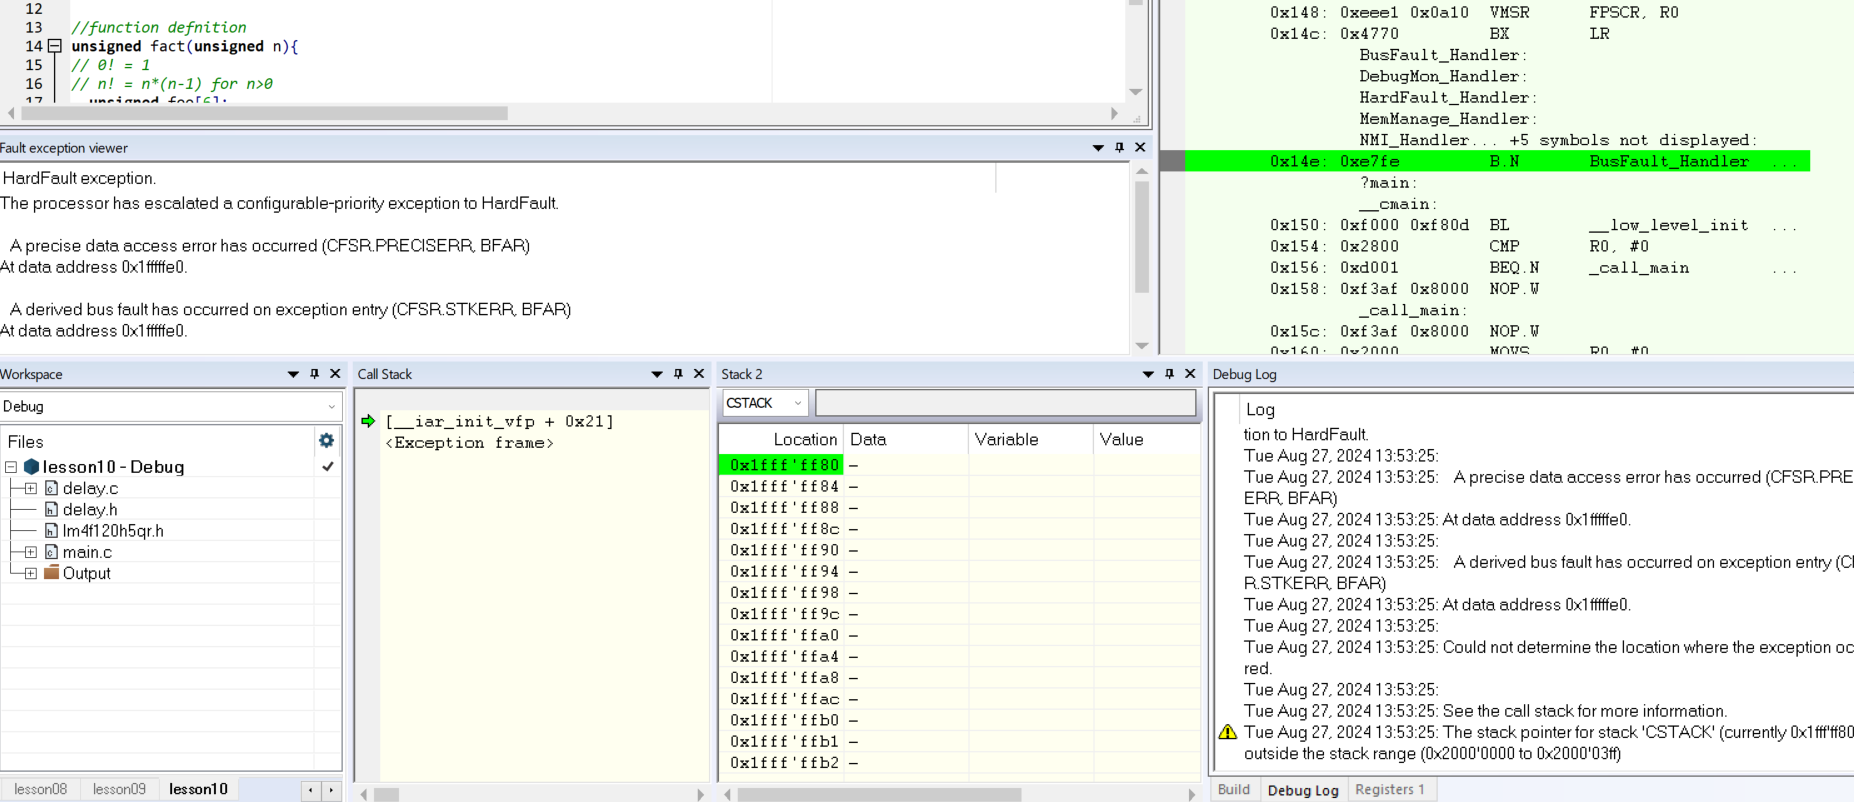 12
13 //function defnition
14 unsigned fact(unsigned n){
15 // 0! = 1
16 // n! = n*(n-1) for n>0
17 unsigned foo[6];
Fault exception viewer
HardFault exception.
The processor has escalated a configurable-priority exception to HardFault.
A precise data access error has occurred (CFSR.PRECISERR, BFAR)
At data address 0x1fffffe0.
A derived bus fault has occurred on exception entry (CFSR.STKERR, BFAR)
At data address 0x1fffffe0.
0x148: 0xeee1 0x0a10 VMSR FPSCR, R0
0x14c: 0x4770 BX LR
BusFault_Handler:
DebugMon_Handler:
HardFault_Handler:
MemManage_Handler:
NMI_Handler... +5 symbols not displayed:
0x14e: 0xe7fe B.N BusFault_Handler ...
?main:
__cmain:
0x150: 0xf000 0xf80d BL __low_level_init ...
0x154: 0x2800 CMP R0, #0
0x156: 0xd001 BEQ.N _call_main ...
0x158: 0xf3af 0x8000 NOP.W
_call_main:
0x15c: 0xf3af 0x8000 NOP.W
0x160: 0x2000 MOVS R0, #0
Workspace
Debug
Files
lesson10 - Debug
delay.c
delay.h
lm4f120h5qr.h
main.c
Output
lesson08 lesson09 lesson10
Call Stack
[__iar_init_vfp + 0x21]
<Exception frame>
Stack 2
CSTACK
Location Data Variable Value
0x1fff'ff80 –
0x1fff'ff84 –
0x1fff'ff88 –
0x1fff'ff8c –
0x1fff'ff90 –
0x1fff'ff94 –
0x1fff'ff98 –
0x1fff'ff9c –
0x1fff'ffa0 –
0x1fff'ffa4 –
0x1fff'ffa8 –
0x1fff'ffac –
0x1fff'ffb0 –
0x1fff'ffb1 –
0x1fff'ffb2 –
Debug Log
Log
tion to HardFault.
Tue Aug 27, 2024 13:53:25:
Tue Aug 27, 2024 13:53:25: A precise data access error has occurred (CFSR.PRE
ERR, BFAR)
Tue Aug 27, 2024 13:53:25: At data address 0x1fffffe0.
Tue Aug 27, 2024 13:53:25:
Tue Aug 27, 2024 13:53:25: A derived bus fault has occurred on exception entry (C
R.STKERR, BFAR)
Tue Aug 27, 2024 13:53:25: At data address 0x1fffffe0.
Tue Aug 27, 2024 13:53:25:
Tue Aug 27, 2024 13:53:25: Could not determine the location where the exception oc
red.
Tue Aug 27, 2024 13:53:25:
Tue Aug 27, 2024 13:53:25: See the call stack for more information.
Tue Aug 27, 2024 13:53:25: The stack pointer for stack 'CSTACK' (currently 0x1fff'ff80
outside the stack range (0x2000'0000 to 0x2000'03ff)
Build Debug Log Registers 1